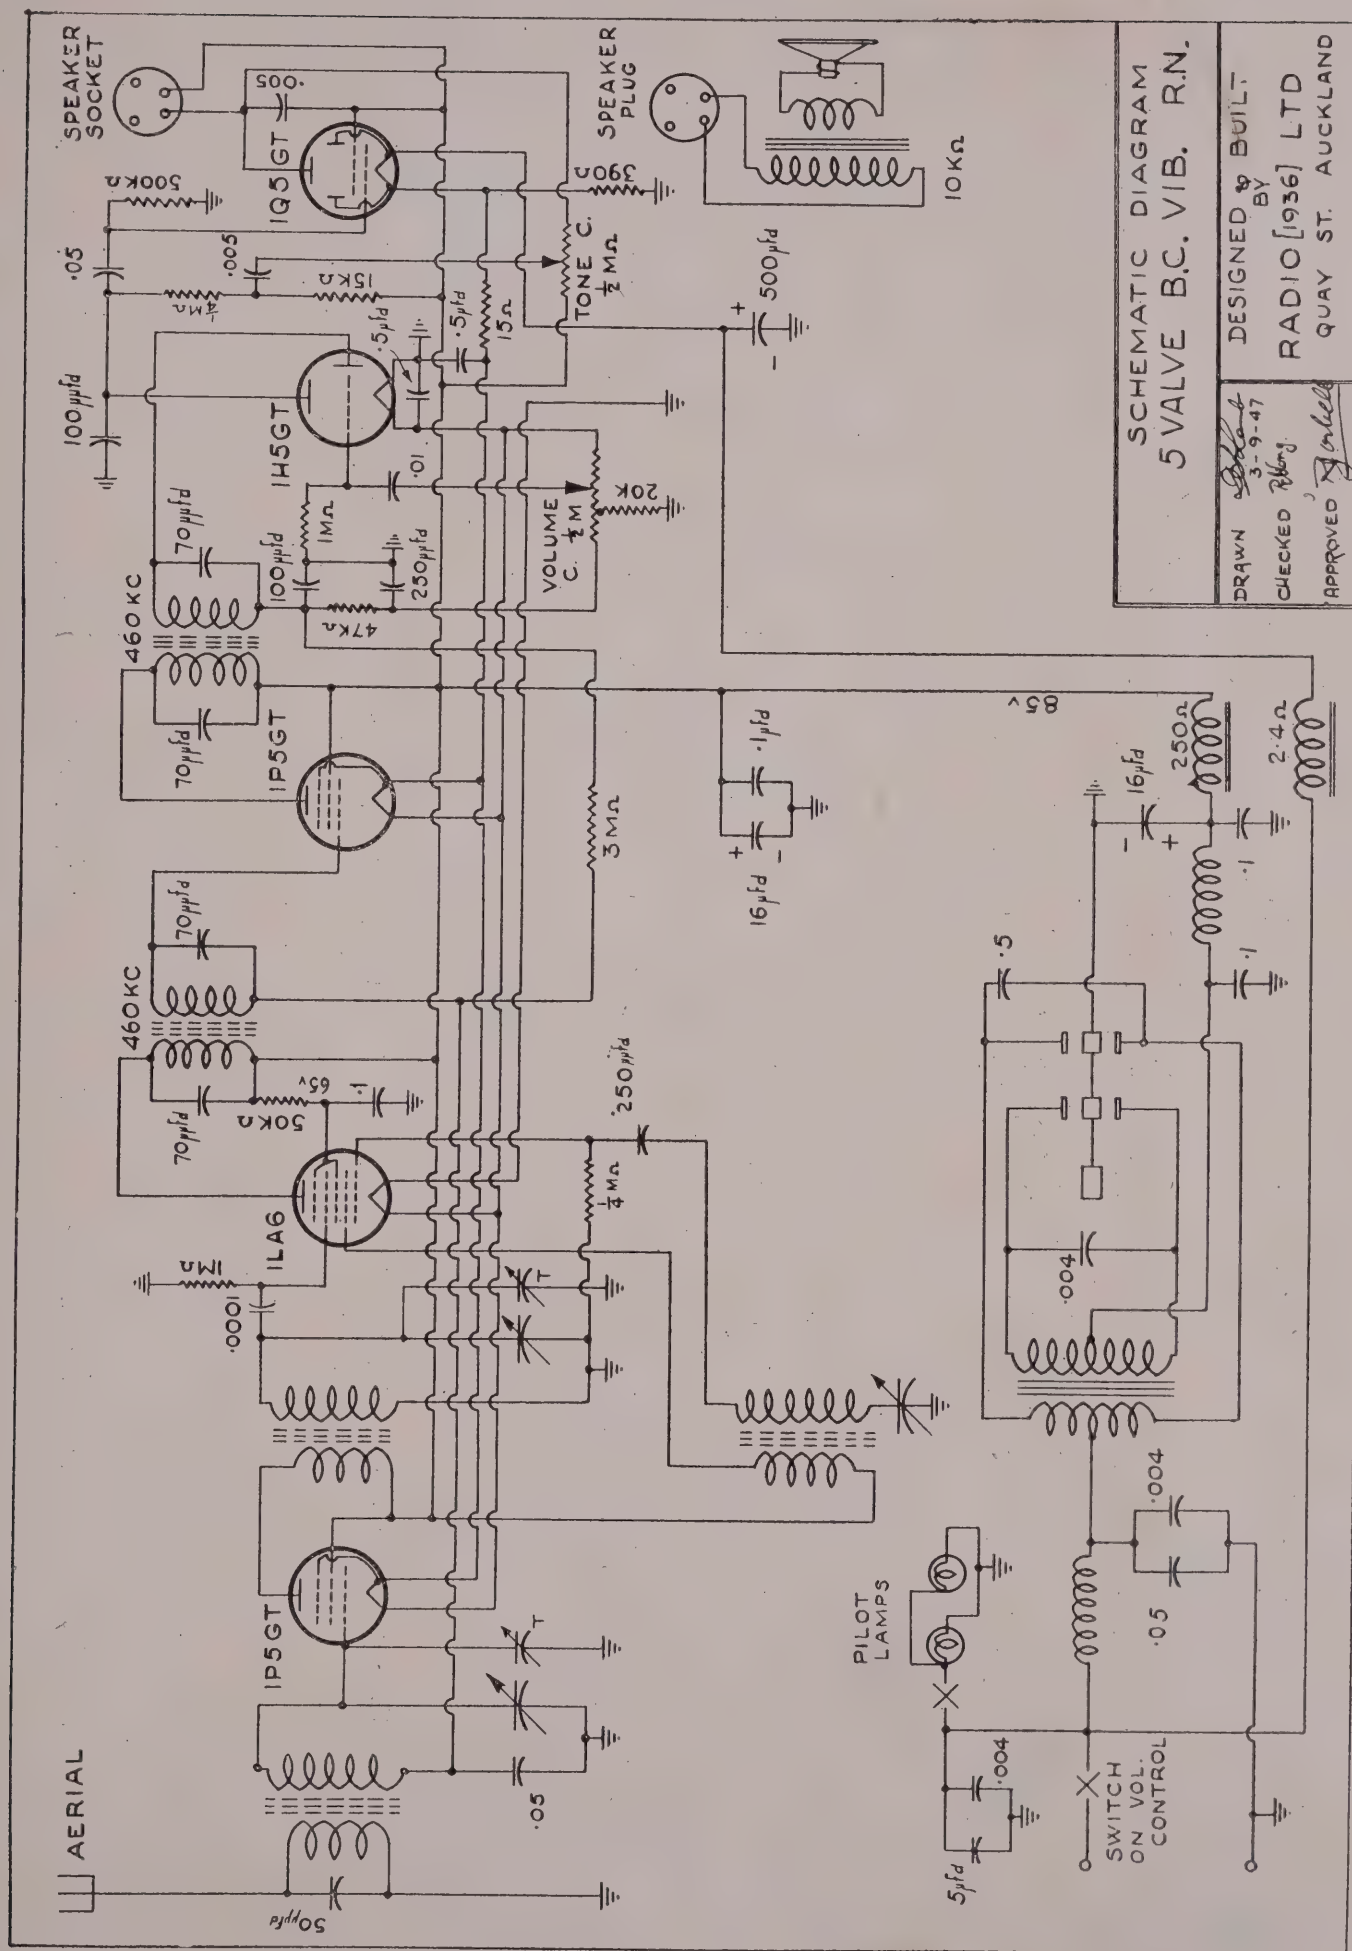 AERIAL
50μμfd
.05
1P5GT
T
.0001
1MΩ
1LA6
T
¼MΩ
250μμfd
460KC
70μμfd
50KΩ
65v
.1
70μμfd
1P5GT
3MΩ
460KC
70μμfd
70μμfd
100μμfd
47KΩ
250μμfd
1MΩ
.01
VOLUME
C. ½M
20K
1H5GT
100μμfd
.5μfd
.5μfd
15Ω
.05
¼MΩ
.005
15KΩ
500KΩ
TONE C.
½MΩ
390Ω
1Q5GT
.005
SPEAKER
SOCKET
SPEAKER
PLUG
10KΩ
500μfd
+
-
16μfd
+
-
.1μfd
85v
250Ω
2.4Ω
16μfd
-
+
.1
.1
.5
.004
.004
.05
PILOT
LAMPS
5μfd
.004
SWITCH
ON VOL.
CONTROL
SCHEMATIC DIAGRAM
5 VALVE B.C. VIB. R.N.
DRAWN
3-9-47
CHECKED
APPROVED
DESIGNED & BUILT
BY
RADIO [1936] LTD
QUAY ST. AUCKLAND